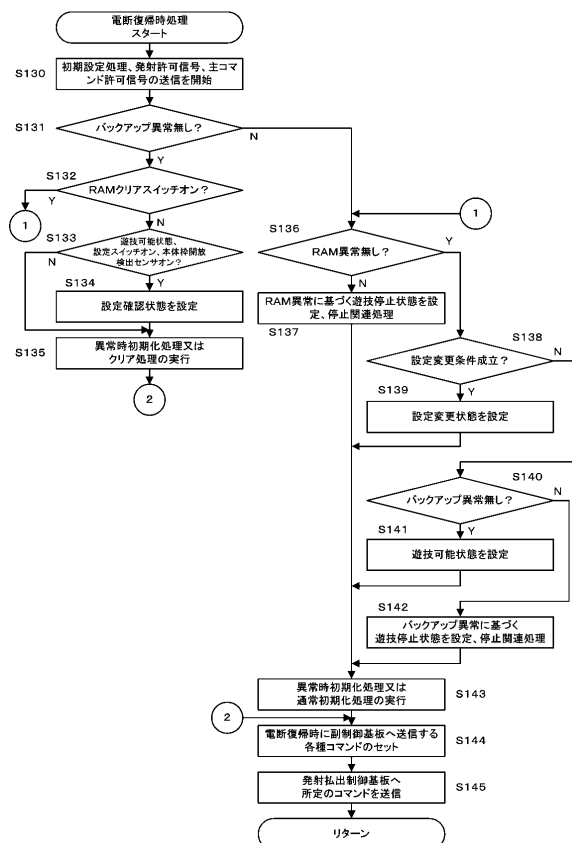 電断復帰時処理
スタート
S130
初期設定処理、発射許可信号、主コマ
ンド許可信号の送信を開始
S131
バックアップ異常無し？
N
Y
S132
RAMクリアスイッチオン？
Y
1
N
S133
遊技可能状態、
設定スイッチオン、本体枠開放
検出センサオン？
N
S134
Y
設定確認状態を設定
S135
異常時初期化処理又は
クリア処理の実行
2
1
S136
RAM異常無し？
Y
N
RAM異常に基づく遊技停止状態を設
定、停止関連処理
S137
S138
設定変更条件成立？
N
S139
Y
設定変更状態を設定
S140
バックアップ異常無し？
N
S141
Y
遊技可能状態を設定
S142
バックアップ異常に基づく
遊技停止状態を設定、停止関連処理
異常時初期化処理又は
通常初期化処理の実行
S143
2
電断復帰時に副制御基板へ送信する
各種コマンドのセット
S144
発射払出制御基板へ
所定のコマンドを送信
S145
リターン